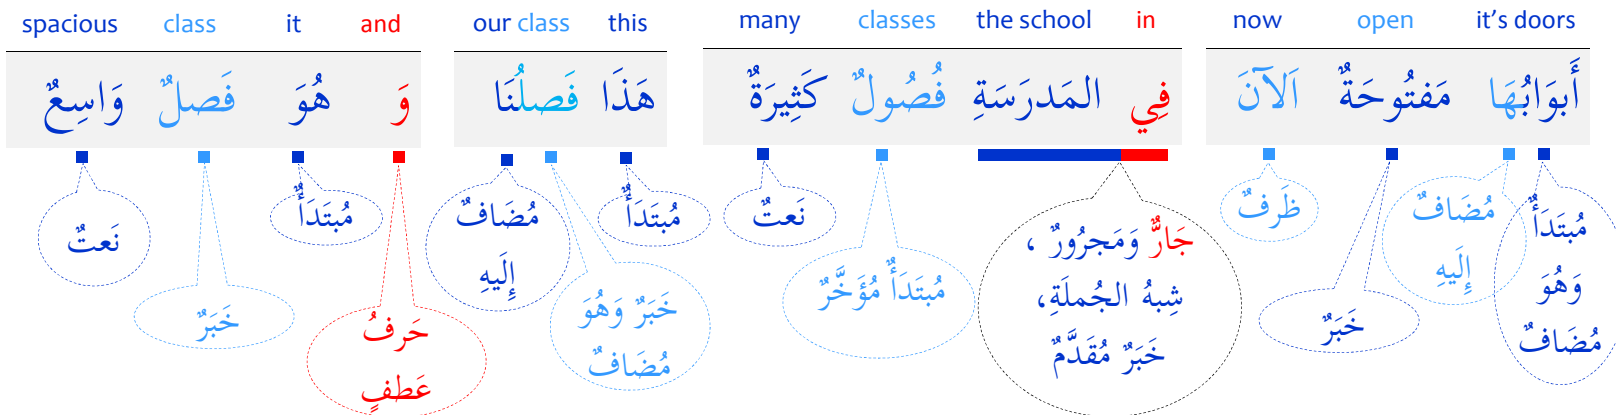 spacious class it and our class this many classes the school in now open it's doors
أَبوَابُهَا مَفتُوحَةٌ اَلآنَ فِي المَدرَسَةِ فُصُولٌ كَثِيرَةٌ هَذَا فَصلُنَا وَ هُوَ فَصلٌ وَاسِعٌ
مُبتَدَأٌ
وَهُوَ
مُضَافٌ
مُضَافٌ
إِلَيهِ
خَبَرٌ
ظَرفٌ
جَارٌّ وَمَجرُورٌ ،
شِبهُ الجُملَةِ،
خَبَرٌ مُقَدَّمٌ
مُبتَدَأٌ مُؤَخَّرٌ
نَعتٌ
مُبتَدَأٌ
خَبَرٌ وَهُوَ
مُضَافٌ
مُضَافٌ
إِلَيهِ
حَرفُ
عَطفٍ
مُبتَدَأٌ
خَبَرٌ
نَعتٌ